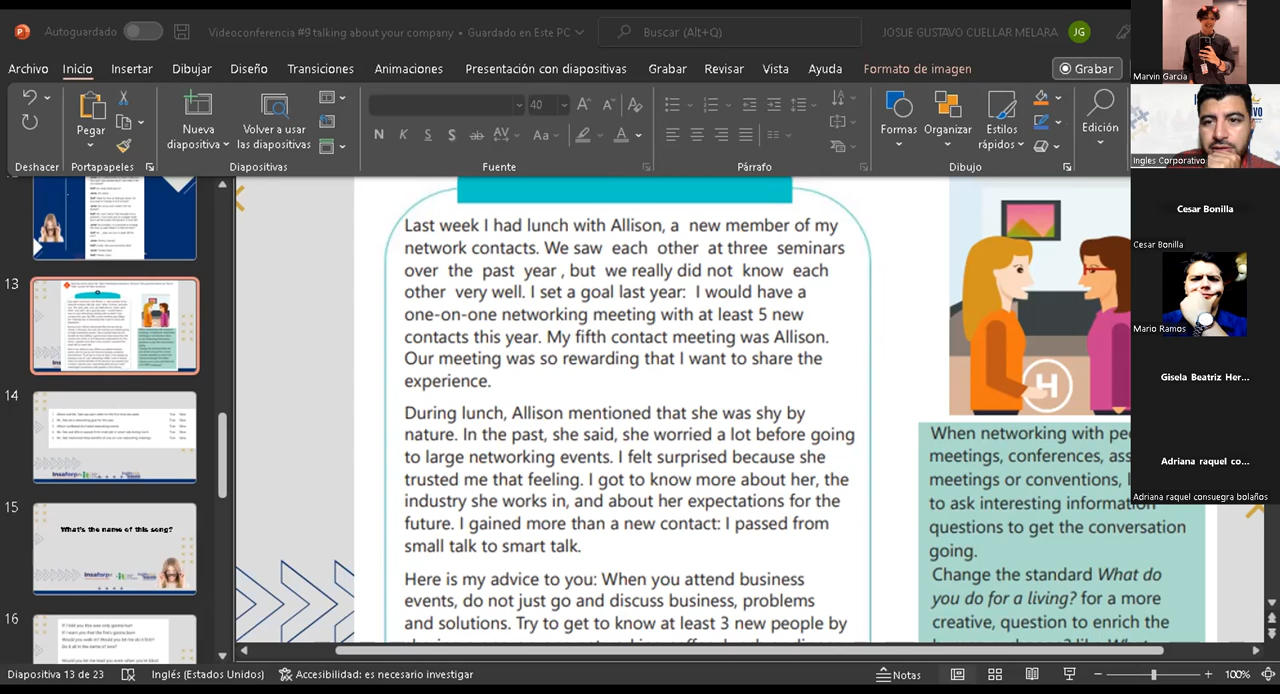 Autoguardado
Videoconferencia #9 talking about your company • Guardado en Este PC
Buscar (Alt+Q)
JOSUE GUSTAVO CUELLAR MELARA
JG
Archivo Inicio Insertar Dibujar Diseño Transiciones Animaciones Presentación con diapositivas Grabar Revisar Vista Ayuda Formato de imagen
Grabar
Pegar
Nueva diapositiva
Volver a usar las diapositivas
40
N K S S ab AV Aa A
Formas
Organizar
Estilos rápidos
Edición
Deshacer Portapapeles Diapositivas Fuente Párrafo Dibujo
Marvin Garcia
Ingles Corporativo
Cesar Bonilla
Cesar Bonilla
Mario Ramos
Gisela Beatriz Her...
Adriana raquel co...
Adriana raquel consuegra bolaños
13
14
15
What's the name of this song?
16
Last week I had lunch with Allison, a new member of my
network contacts. We saw each other at three seminars
over the past year, but we really did not know each
other very well. I set a goal last year: I would have a
one-on-one networking meeting with at least 5 new
contacts this year. My fifth contact meeting was Allison.
Our meeting was so rewarding that I want to share the
experience.
During lunch, Allison mentioned that she was shy by
nature. In the past, she said, she worried a lot before going
to large networking events. I felt surprised because she
trusted me that feeling. I got to know more about her, the
industry she works in, and about her expectations for the
future. I gained more than a new contact: I passed from
small talk to smart talk.
Here is my advice to you: When you attend business
events, do not just go and discuss business, problems
and solutions. Try to get to know at least 3 new people by
H
When networking with
meetings, conferences,
meetings or conventions,
to ask interesting information
questions to get the conversation
going.
Change the standard What do
you do for a living? for a more
creative, question to enrich the
Diapositiva 13 de 23
Inglés (Estados Unidos)
Accesibilidad: es necesario investigar
Notas
100%